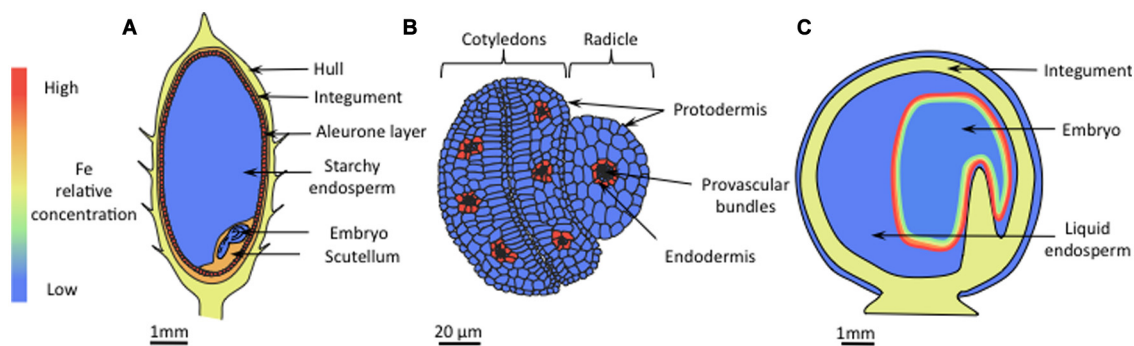 A
B
C
High
Fe
relative
concentration
Low
Hull
Integument
Aleurone layer
Starchy
endosperm
Embryo
Scutellum
1mm
Cotyledons
Radicle
Protodermis
Provascular
bundles
Endodermis
20 µm
Integument
Embryo
Liquid
endosperm
1mm